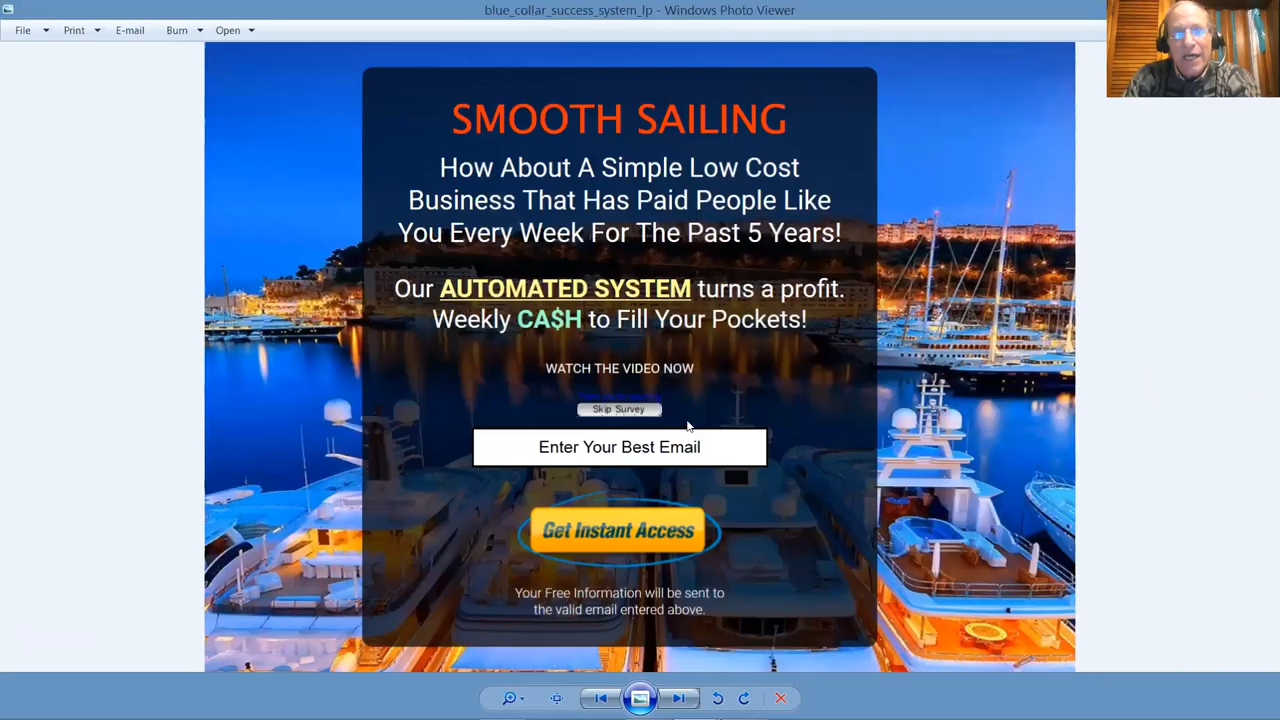 blue_collar_success_system_lp - Windows Photo Viewer
File Print E-mail Burn Open
SMOOTH SAILING
How About A Simple Low Cost
Business That Has Paid People Like
You Every Week For The Past 5 Years!
Our AUTOMATED SYSTEM turns a profit.
Weekly CA$H to Fill Your Pockets!
WATCH THE VIDEO NOW
Skip Survey
Enter Your Best Email
Get Instant Access
Your Free Information will be sent to
the valid email entered above.